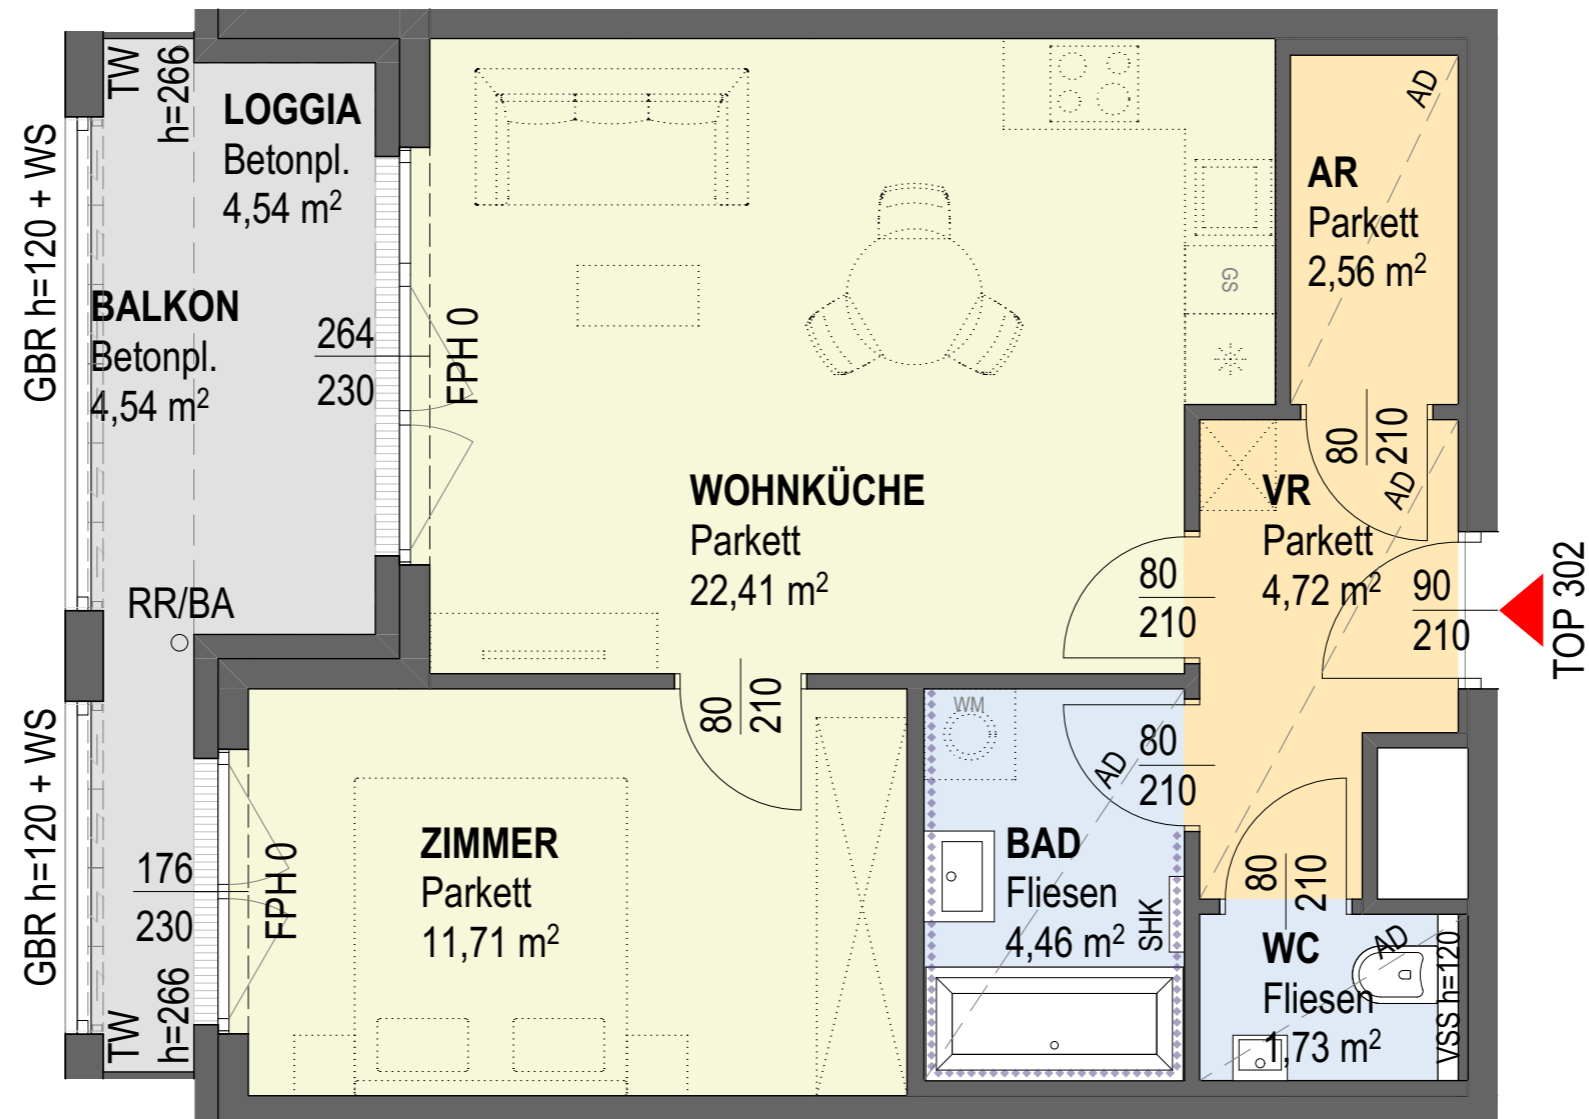 TW
h=266
GBR h=120 + WS
LOGGIA
Betonpl.
4,54 m²
BALKON
Betonpl.
4,54 m²
264
230
FPH 0
RR/BA
GS
AR
Parkett
2,56 m²
AD
80
210
WOHNKÜCHE
Parkett
22,41 m²
VR
Parkett
4,72 m²
AD
80
210
90
210
TOP 302
80
210
GBR h=120 + WS
176
230
FPH 0
TW
h=266
ZIMMER
Parkett
11,71 m²
WM
AD
80
210
BAD
Fliesen
4,46 m²
SHK
80
210
WC
Fliesen
1,73 m²
AD
VSS h=120